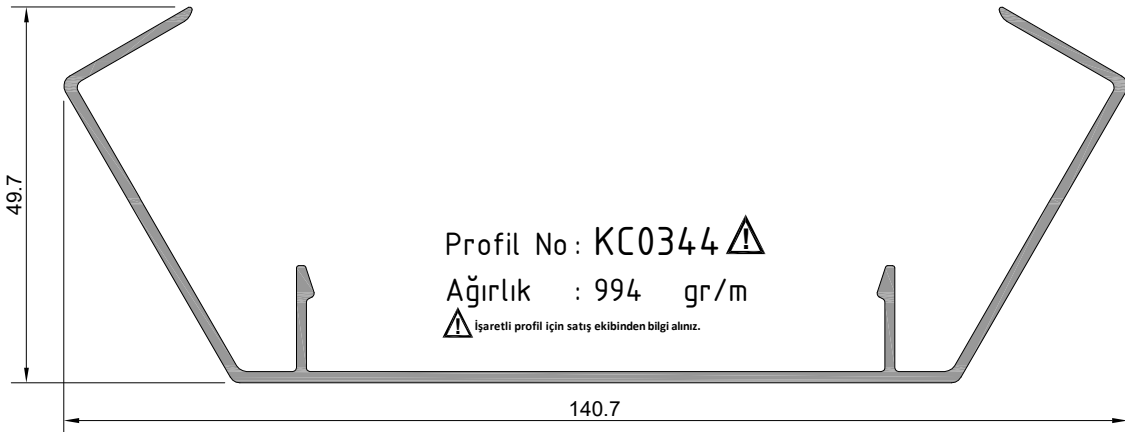 49.7
Profil No : KC0344
Ağırlık : 994 gr/m
İşaretli profil için satış ekibinden bilgi alınız.
140.7